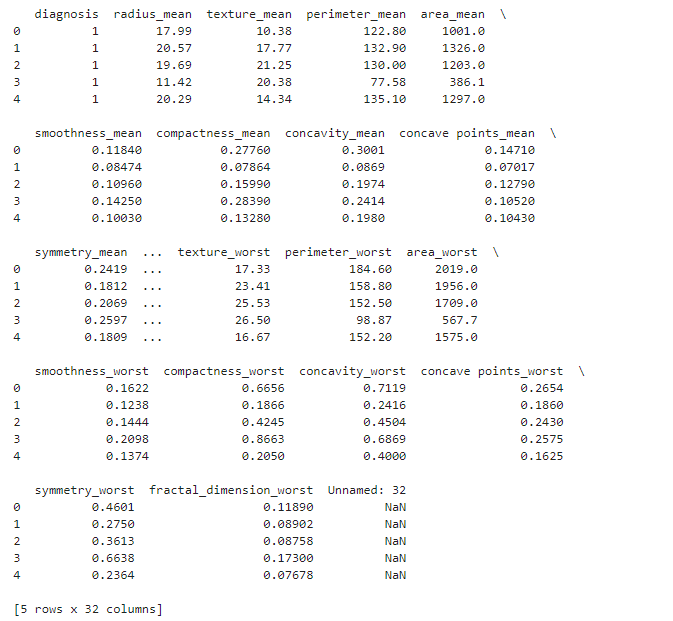 diagnosis radius_mean texture_mean perimeter_mean area_mean \
0 1 17.99 10.38 122.80 1001.0
1 1 20.57 17.77 132.90 1326.0
2 1 19.69 21.25 130.00 1203.0
3 1 11.42 20.38 77.58 386.1
4 1 20.29 14.34 135.10 1297.0
smoothness_mean compactness_mean concavity_mean concave points_mean \
0 0.11840 0.27760 0.3001 0.14710
1 0.08474 0.07864 0.0869 0.07017
2 0.10960 0.15990 0.1974 0.12790
3 0.14250 0.28390 0.2414 0.10520
4 0.10030 0.13280 0.1980 0.10430
symmetry_mean ... texture_worst perimeter_worst area_worst \
0 0.2419 ... 17.33 184.60 2019.0
1 0.1812 ... 23.41 158.80 1956.0
2 0.2069 ... 25.53 152.50 1709.0
3 0.2597 ... 26.50 98.87 567.7
4 0.1809 ... 16.67 152.20 1575.0
smoothness_worst compactness_worst concavity_worst concave points_worst \
0 0.1622 0.6656 0.7119 0.2654
1 0.1238 0.1866 0.2416 0.1860
2 0.1444 0.4245 0.4504 0.2430
3 0.2098 0.8663 0.6869 0.2575
4 0.1374 0.2050 0.4000 0.1625
symmetry_worst fractal_dimension_worst Unnamed: 32
0 0.4601 0.11890 NaN
1 0.2750 0.08902 NaN
2 0.3613 0.08758 NaN
3 0.6638 0.17300 NaN
4 0.2364 0.07678 NaN
[5 rows x 32 columns]